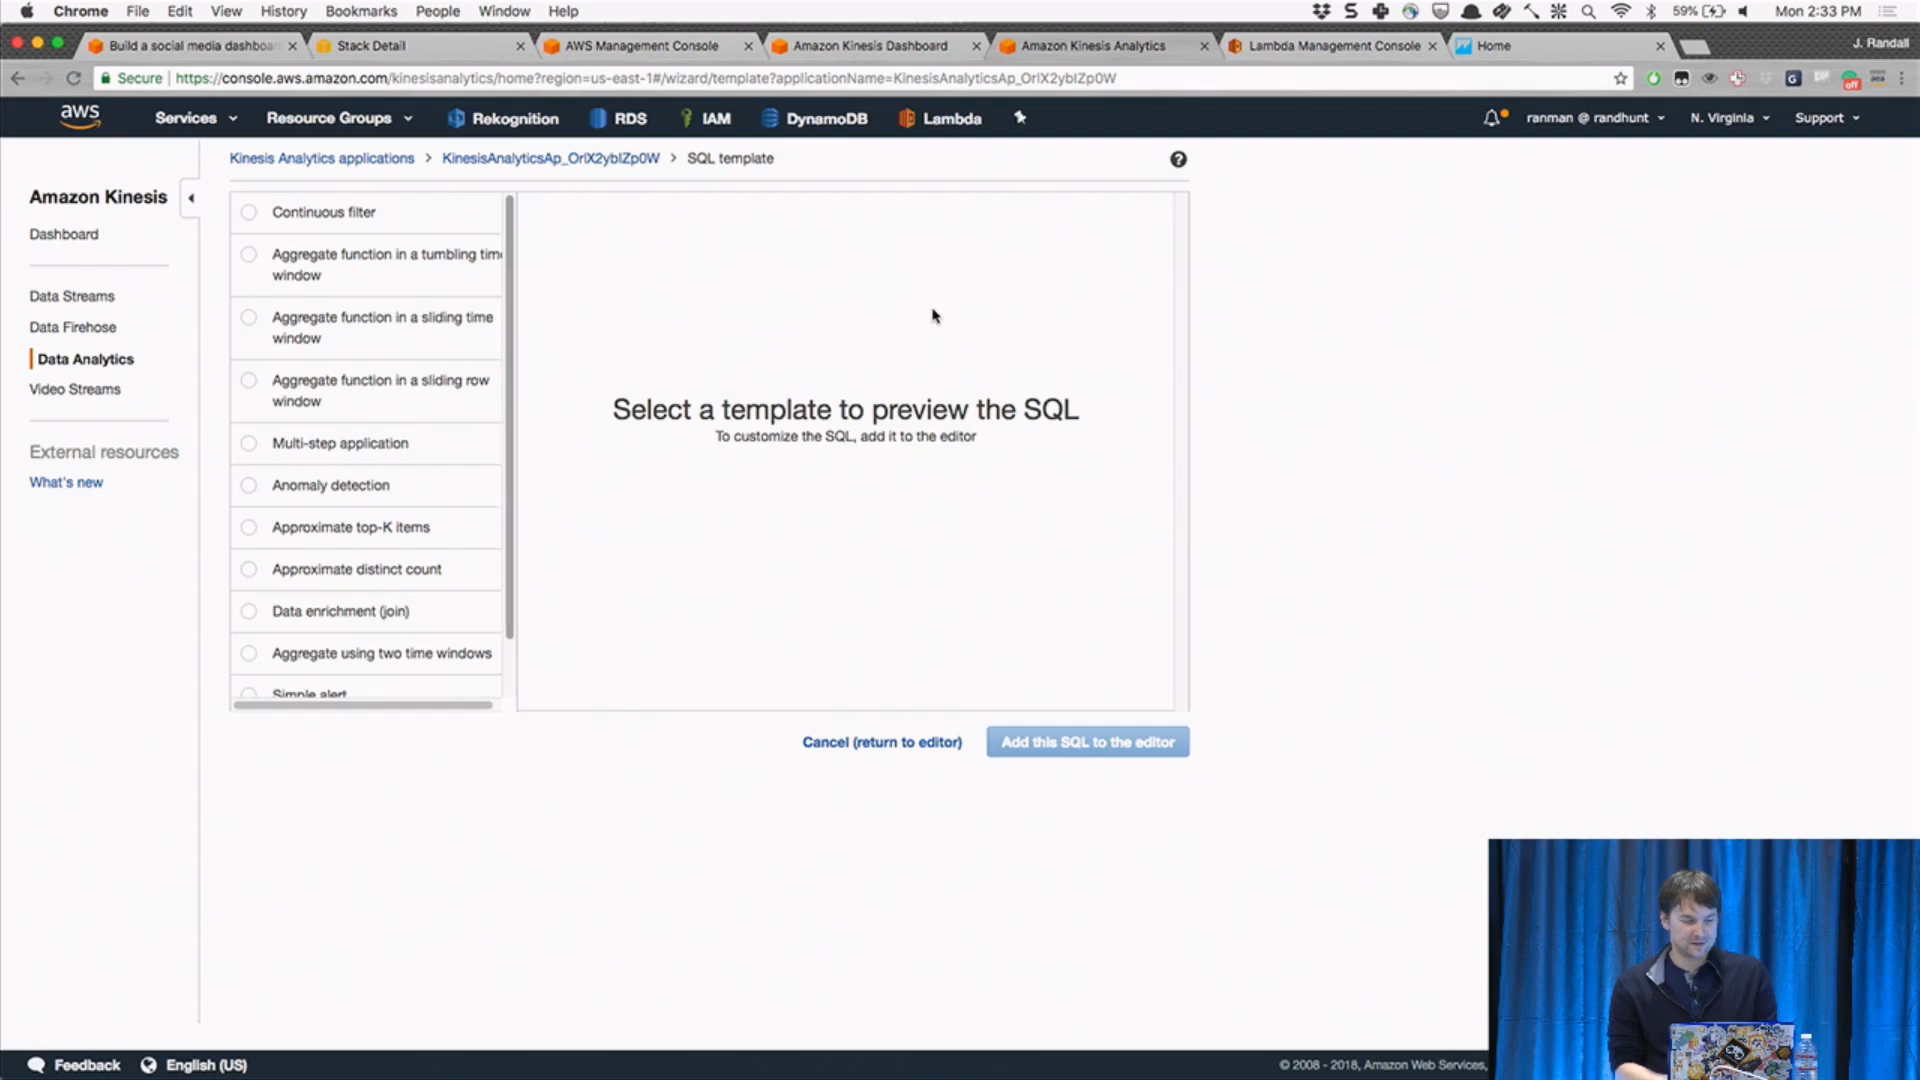 Chrome File Edit View History Bookmarks People Window Help 59% Mon 2:33 PM
Build a social media dashboa Stack Detail AWS Management Console Amazon Kinesis Dashboard Amazon Kinesis Analytics Lambda Management Console Home J. Randall
Secure https://console.aws.amazon.com/kinesisanalytics/home?region=us-east-1#/wizard/template?applicationName=KinesisAnalyticsAp_OrlX2ybIZp0W
aws Services Resource Groups Rekognition RDS IAM DynamoDB Lambda ranman @ randhunt N. Virginia Support
Kinesis Analytics applications > KinesisAnalyticsAp_OrlX2ybIZp0W > SQL template
Amazon Kinesis
Dashboard
Data Streams
Data Firehose
Data Analytics
Video Streams
External resources
What's new
Continuous filter
Aggregate function in a tumbling time
window
Aggregate function in a sliding time
window
Aggregate function in a sliding row
window
Multi-step application
Anomaly detection
Approximate top-K items
Approximate distinct count
Data enrichment (join)
Aggregate using two time windows
Simple alert
Select a template to preview the SQL
To customize the SQL, add it to the editor
Cancel (return to editor) Add this SQL to the editor
Feedback English (US) © 2008 - 2018, Amazon Web Services,